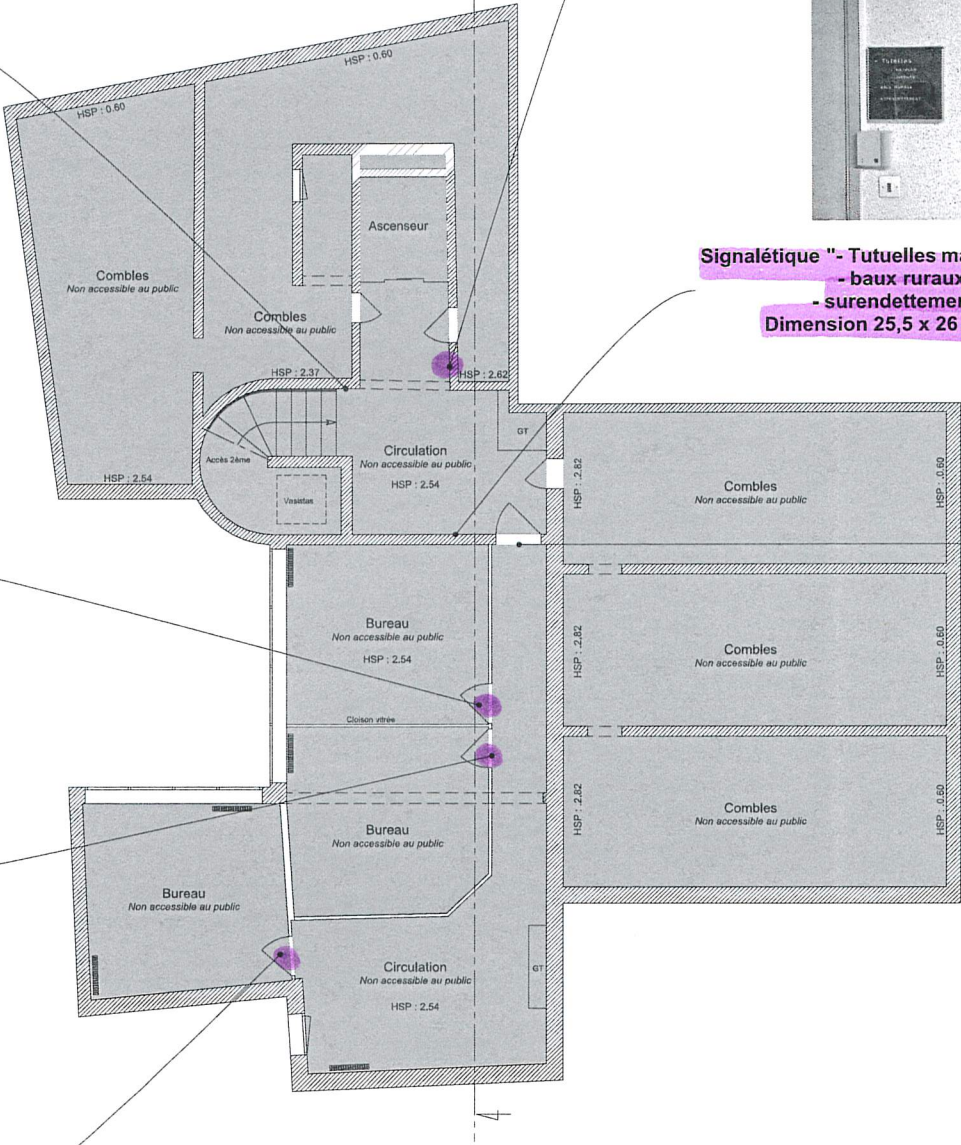 HSP : 0.60
HSP : 0.60
Tutelles
Ascenseur
Combles
Non accessible au public
Combles
Non accessible au public
Signalétique "- Tutuelles ma
- baux ruraux
- surendettemen
Dimension 25,5 x 26
HSP : 2.37
HSP : 2.62
GT
Circulation
Non accessible au public
HSP : 2.54
Accès 2ème
HSP : 2.54
Vasistas
HSP : .2.82
Combles
Non accessible au public
HSP : .0.60
Bureau
Non accessible au public
HSP : 2.54
HSP : .2.82
Combles
Non accessible au public
HSP : .0.60
Cloison vitrée
HSP : .2.82
Combles
Non accessible au public
HSP : .0.60
Bureau
Non accessible au public
Bureau
Non accessible au public
Circulation
Non accessible au public
HSP : 2.54
GT